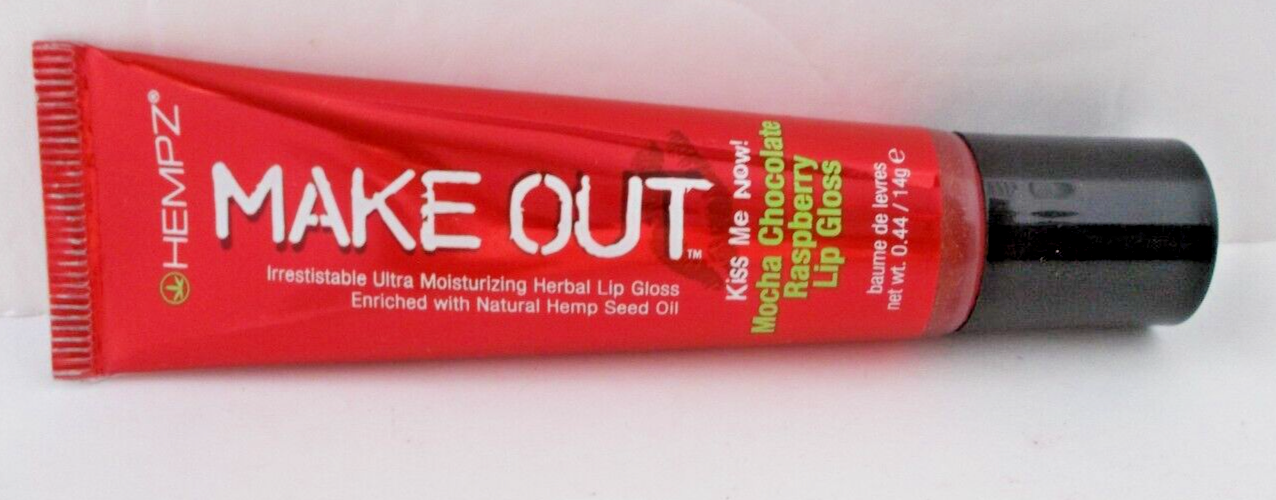 HEMPZ®
MAKE OUT™
Irrestistable Ultra Moisturizing Herbal Lip Gloss
Enriched with Natural Hemp Seed Oil
Kiss Me NOW!
Mocha Chocolate
Raspberry
Lip Gloss
baume de levres
net wt. 0.44 / 14g ℮